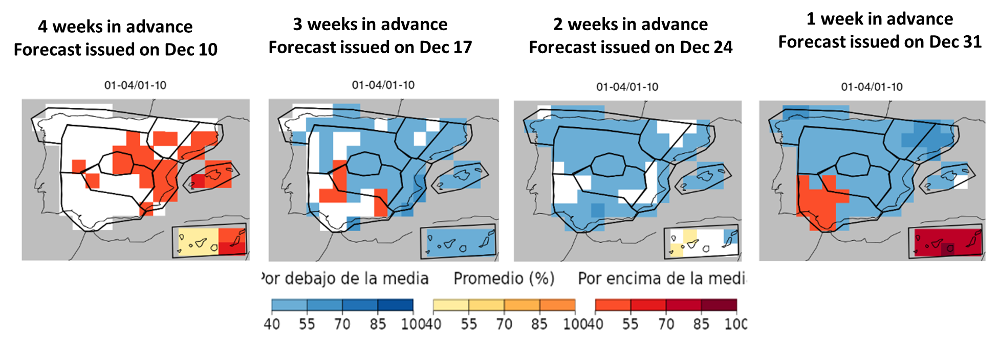 4 weeks in advance
Forecast issued on Dec 10
3 weeks in advance
Forecast issued on Dec 17
2 weeks in advance
Forecast issued on Dec 24
1 week in advance
Forecast issued on Dec 31
01-04/01-10
01-04/01-10
01-04/01-10
01-04/01-10
Por debajo de la media
Promedio (%)
Por encima de la medi
40 55 70 85 100
40 55 70 85 100
40 55 70 85 100